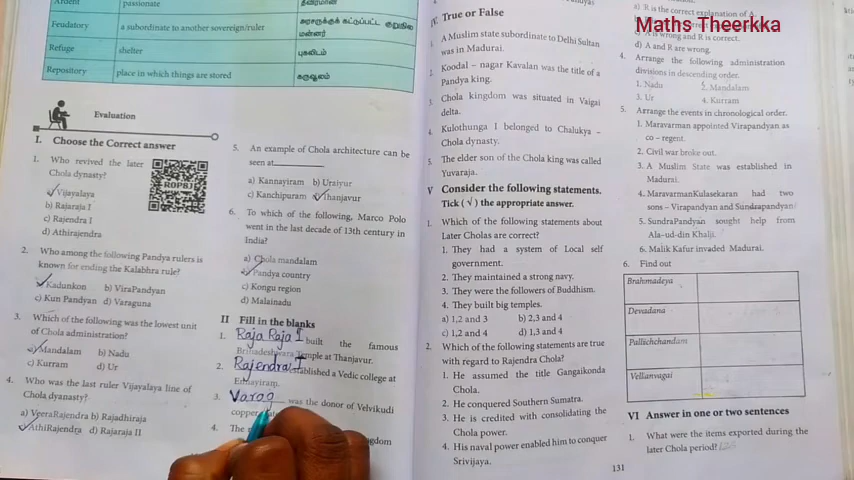 Maths Theerkka
Ardent passionate
Feudatory a subordinate to another sovereign/ruler அரசருக்குக் கட்டுப்பட்ட குறுநில மன்னர்
Refuge shelter புகலிடம்
Repository place in which things are stored கருவூலம்
Evaluation
I. Choose the Correct answer
1. Who revived the later
Chola dynasty?
a) Vijayalaya
b) Rajaraja I
c) Rajendra I
d) Athirajendra
2. Who among the following Pandya rulers is
known for ending the Kalabhra rule?
a) Kadunkon b) ViraPandyan
c) Kun Pandyan d) Varaguna
3. Which of the following was the lowest unit
of Chola administration?
a) Mandalam b) Nadu
c) Kurram d) Ur
4. Who was the last ruler Vijayalaya line of
Chola dyanasty?
a) VeeraRajendra b) Rajadhiraja
c) AthiRajendra d) Rajaraja II
5. An example of Chola architecture can be
seen at
a) Kannayiram b) Uraiyur
c) Kanchipuram d) Thanjavur
6. To which of the following, Marco Polo
went in the last decade of 13th century in
India?
a) Chola mandalam
b) Pandya country
c) Kongu region
d) Malainadu
II Fill in the blanks
1. Raja Raja I built the famous
Brihadeshwara Temple at Thanjavur.
2. Rajendra I established a Vedic college at
Ennayiram.
3. Varag was the donor of Velvikudi
copper
4. The
IV. True or False
1. A Muslim state subordinate to Delhi Sultan
was in Madurai.
2. Koodal – nagar Kavalan was the title of a
Pandya king.
3. Chola kingdom was situated in Vaigai
delta.
4. Kulothunga I belonged to Chalukya –
Chola dynasty.
5. The elder son of the Chola king was called
Yuvaraja.
V Consider the following statements.
Tick (√) the appropriate answer.
1. Which of the following statements about
Later Cholas are correct?
1. They had a system of Local self
government.
2. They maintained a strong navy.
3. They were the followers of Buddhism.
4. They built big temples.
a) 1,2 and 3 b) 2,3 and 4
c) 1,2 and 4 d) 1,3 and 4
2. Which of the following statements are true
with regard to Rajendra Chola?
1. He assumed the title Gangaikonda
Chola.
2. He conquered Southern Sumatra.
3. He is credited with consolidating the
Chola power.
4. His naval power enabled him to conquer
Srivijaya.
R is the correct explanation of A.
A is wrong and R is correct.
d) A and R are wrong.
4. Arrange the following administration
divisions in descending order.
1. Nadu 2. Mandalam
3. Ur 4. Kurram
5. Arrange the events in chronological order.
1. Maravarman appointed Virapandyan as
co – regent.
2. Civil war broke out.
3. A Muslim State was established in
Madurai.
4. MaravarmanKulasekaran had two
sons – Virapandyan and Sundrapandyan
5. SundraPandyan sought help from
Ala-ud-din Khalji.
6. Malik Kafur invaded Madurai.
6. Find out
Brahmadeya
Devadana
Pallichchandam
Vellanvagai
VI Answer in one or two sentences
1. What were the items exported during the
later Chola period?
131